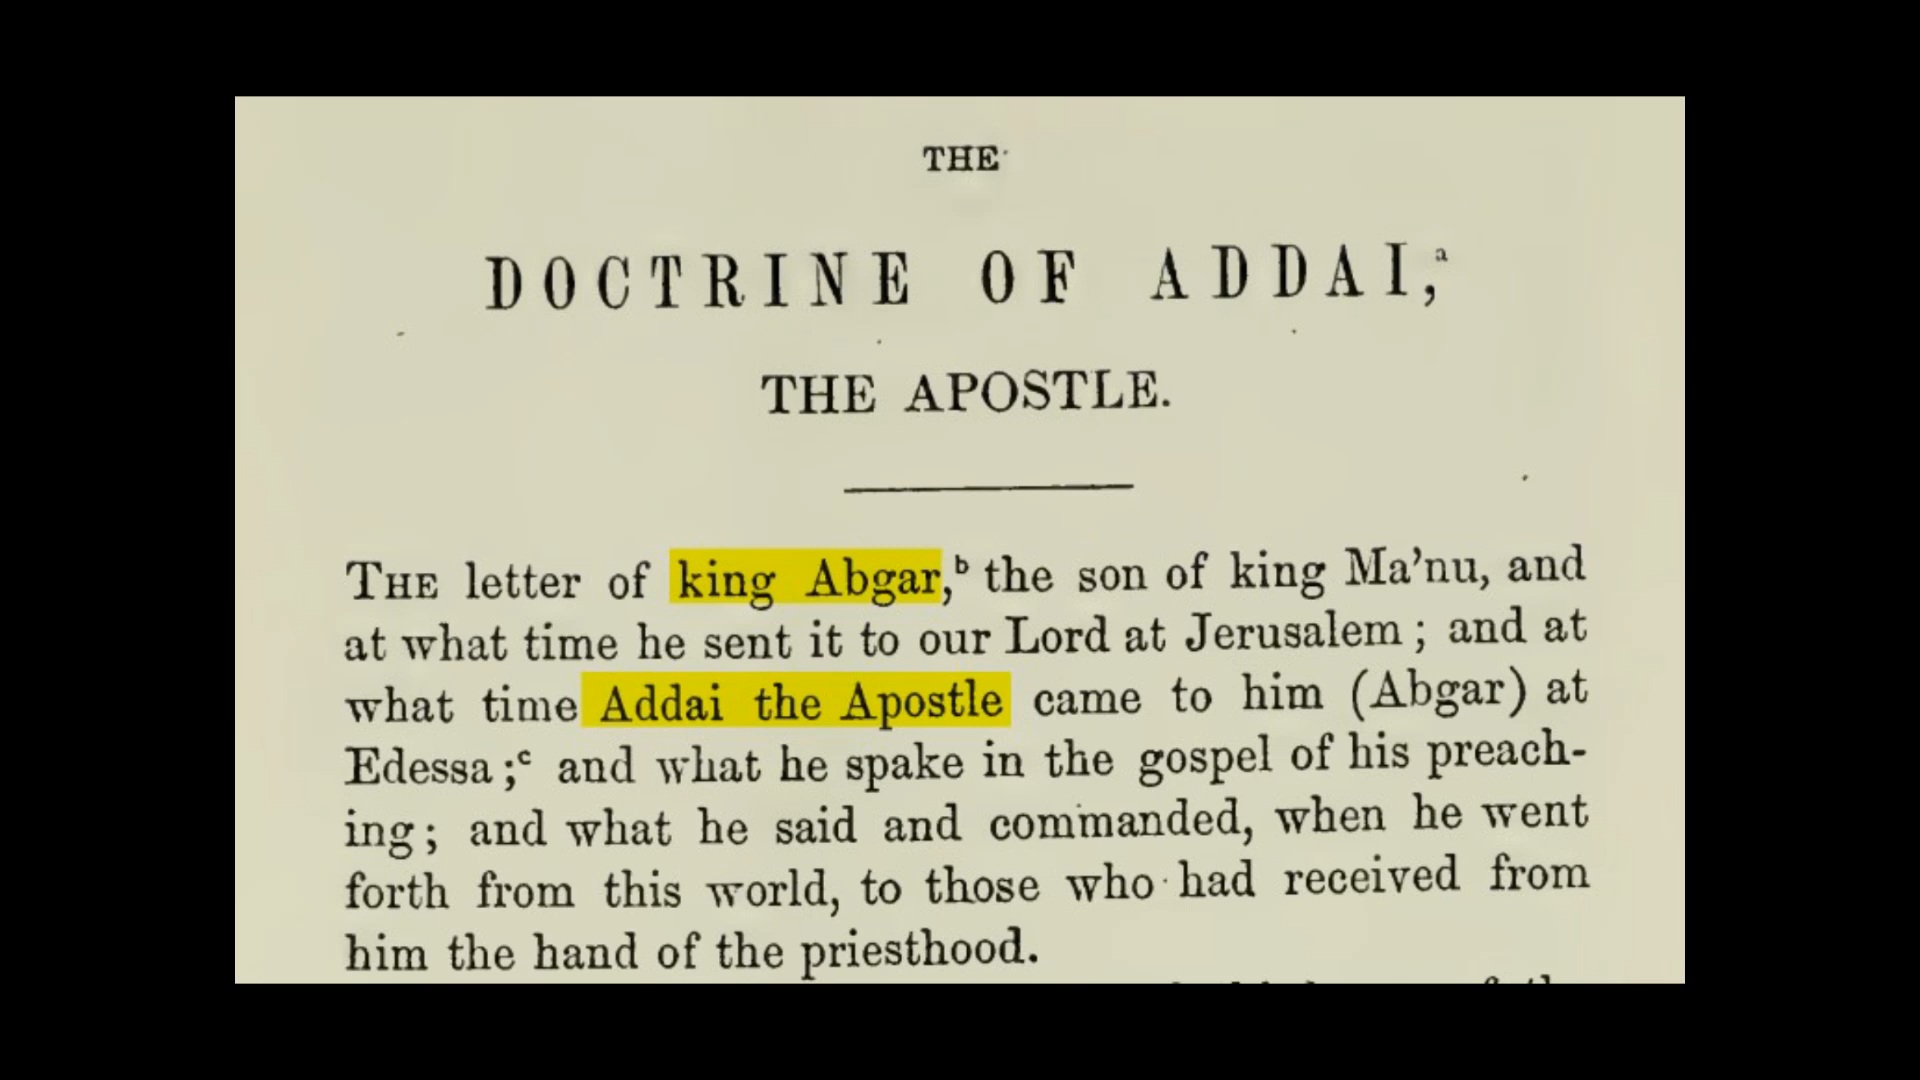 THE
DOCTRINE OF ADDAI,ᵃ
THE APOSTLE.
THE letter of king Abgar,ᵇ the son of king Ma'nu, and
at what time he sent it to our Lord at Jerusalem; and at
what time Addai the Apostle came to him (Abgar) at
Edessa;ᶜ and what he spake in the gospel of his preach-
ing; and what he said and commanded, when he went
forth from this world, to those who had received from
him the hand of the priesthood.